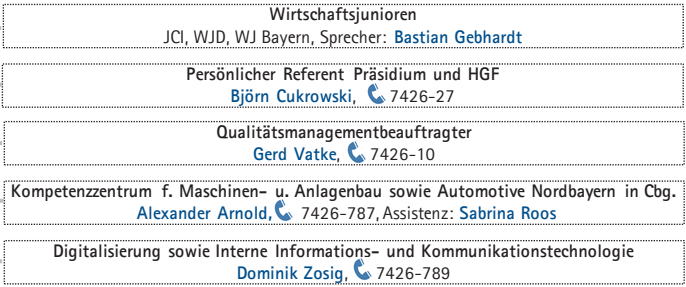 Wirtschaftsjunioren
JCI, WJD, WJ Bayern, Sprecher: Bastian Gebhardt
Persönlicher Referent Präsidium und HGF
Björn Cukrowski, 7426-27
Qualitätsmanagementbeauftragter
Gerd Vatke, 7426-10
Kompetenzzentrum f. Maschinen- u. Anlagenbau sowie Automotive Nordbayern in Cbg.
Alexander Arnold, 7426-787, Assistenz: Sabrina Roos
Digitalisierung sowie Interne Informations- und Kommunikationstechnologie
Dominik Zosig, 7426-789